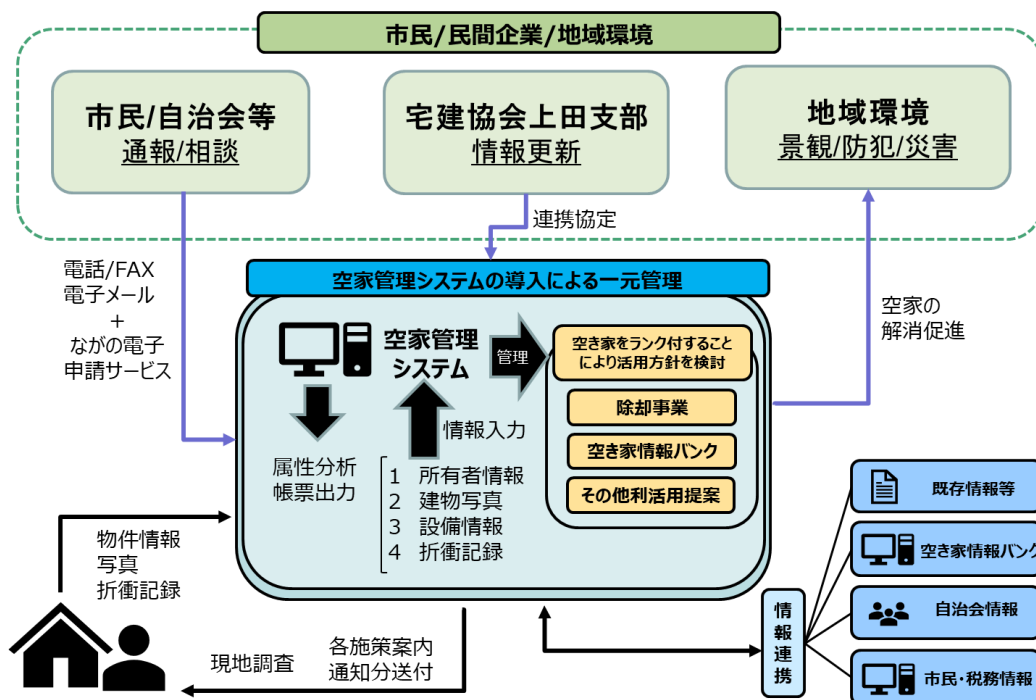 市民/民間企業/地域環境
市民/自治会等
通報/相談
宅建協会上田支部
情報更新
地域環境
景観/防犯/災害
連携協定
電話/FAX
電子メール
+
ながの電子
申請サービス
空家の
解消促進
空家管理システムの導入による一元管理
空家管理
システム
管理
空き家をランク付することに
より活用方針を検討
除却事業
空き家情報バンク
その他利活用提案
情報入力
属性分析
帳票出力
1 所有者情報
2 建物写真
3 設備情報
4 折衝記録
物件情報
写真
折衝記録
現地調査
各施策案内
通知分送付
情報連携
既存情報等
空き家情報バンク
自治会情報
市民・税務情報